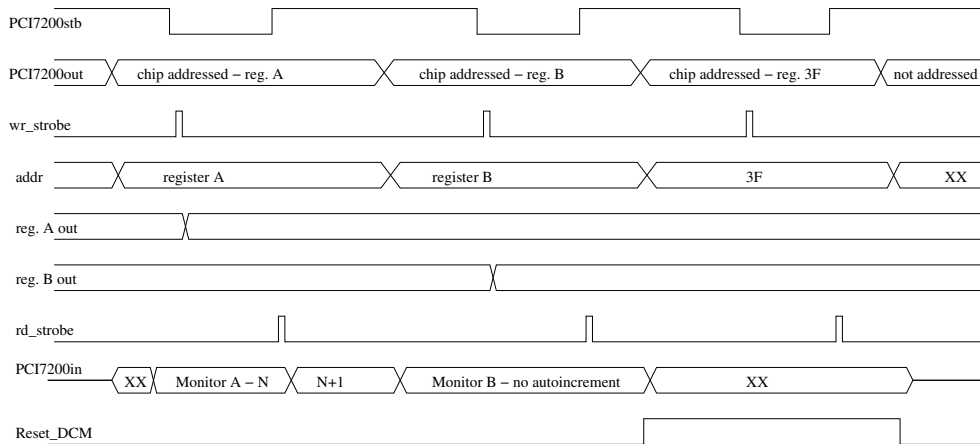 PCI7200stb
PCI7200out chip addressed − reg. A chip addressed − reg. B chip addressed − reg. 3F not addressed
wr_strobe
addr register A register B 3F XX
reg. A out
reg. B out
rd_strobe
PCI7200in XX Monitor A − N N+1 Monitor B − no autoincrement XX
Reset_DCM